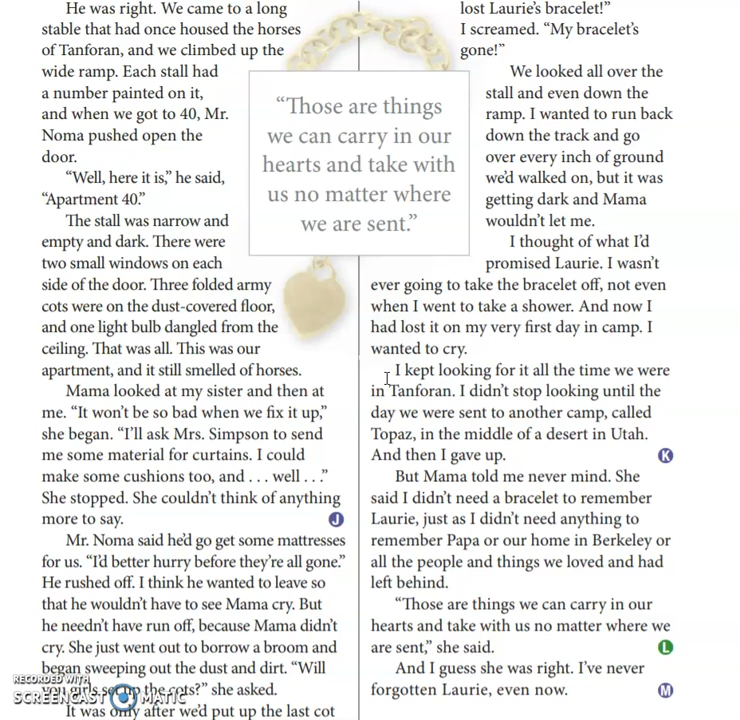 He was right. We came to a long
stable that had once housed the horses
of Tanforan, and we climbed up the
wide ramp. Each stall had
a number painted on it,
and when we got to 40, Mr.
Noma pushed open the
door.
“Well, here it is,” he said,
“Apartment 40.”
The stall was narrow and
empty and dark. There were
two small windows on each
side of the door. Three folded army
cots were on the dust-covered floor,
and one light bulb dangled from the
ceiling. That was all. This was our
apartment, and it still smelled of horses.
Mama looked at my sister and then at
me. “It won’t be so bad when we fix it up,”
she began. “I’ll ask Mrs. Simpson to send
me some material for curtains. I could
make some cushions too, and . . . well . . .”
She stopped. She couldn’t think of anything
more to say.
J
Mr. Noma said he’d go get some mattresses
for us. “I’d better hurry before they’re all gone.”
He rushed off. I think he wanted to leave so
that he wouldn’t have to see Mama cry. But
he needn’t have run off, because Mama didn’t
cry. She just went out to borrow a broom and
began sweeping out the dust and dirt. “Will
you girls set up the cots?” she asked.
It was only after we’d put up the last cot
“Those are things
we can carry in our
hearts and take with
us no matter where
we are sent.”
lost Laurie’s bracelet!”
I screamed. “My bracelet’s
gone!”
We looked all over the
stall and even down the
ramp. I wanted to run back
down the track and go
over every inch of ground
we’d walked on, but it was
getting dark and Mama
wouldn’t let me.
I thought of what I’d
promised Laurie. I wasn’t
ever going to take the bracelet off, not even
when I went to take a shower. And now I
had lost it on my very first day in camp. I
wanted to cry.
I kept looking for it all the time we were
in Tanforan. I didn’t stop looking until the
day we were sent to another camp, called
Topaz, in the middle of a desert in Utah.
And then I gave up.
K
But Mama told me never mind. She
said I didn’t need a bracelet to remember
Laurie, just as I didn’t need anything to
remember Papa or our home in Berkeley or
all the people and things we loved and had
left behind.
“Those are things we can carry in our
hearts and take with us no matter where we
are sent,” she said.
L
And I guess she was right. I’ve never
forgotten Laurie, even now.
M
RECORDED WITH
SCREENCAST MATIC